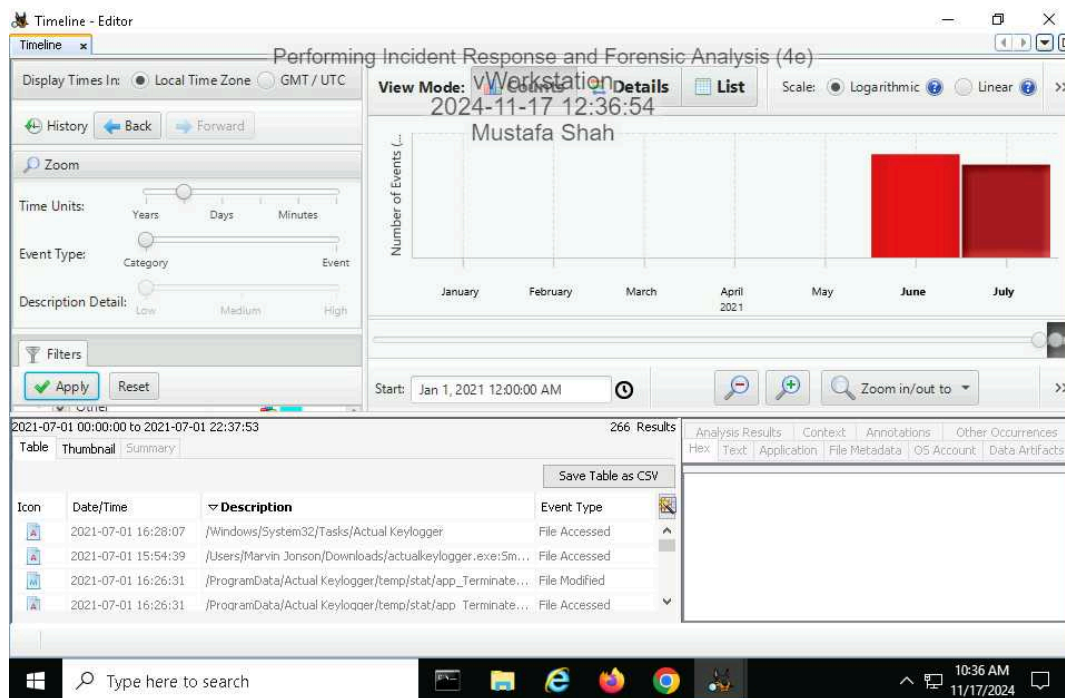 Timeline - Editor
Timeline x
Performing Incident Response and Forensic Analysis (4e)
vWorkstation
2024-11-17 12:36:54
Mustafa Shah
Display Times In: Local Time Zone GMT / UTC
History Back Forward
Zoom
Time Units:
Years Days Minutes
Event Type:
Category Event
Description Detail:
Low Medium High
Filters
Apply Reset
Other
View Mode: Counts Details List Scale: Logarithmic Linear
Number of Events (...
January February March April May June July
2021
Start: Jan 1, 2021 12:00:00 AM Zoom in/out to
2021-07-01 00:00:00 to 2021-07-01 22:37:53 266 Results
Table Thumbnail Summary
Save Table as CSV
Icon Date/Time Description Event Type
2021-07-01 16:28:07 /Windows/System32/Tasks/Actual Keylogger File Accessed
2021-07-01 15:54:39 /Users/Marvin Jonson/Downloads/actualkeylogger.exe:Sm... File Accessed
2021-07-01 16:26:31 /ProgramData/Actual Keylogger/temp/stat/app_Terminate... File Modified
2021-07-01 16:26:31 /ProgramData/Actual Keylogger/temp/stat/app_Terminate... File Accessed
Analysis Results Context Annotations Other Occurrences
Hex Text Application File Metadata OS Account Data Artifacts
Type here to search
10:36 AM
11/17/2024